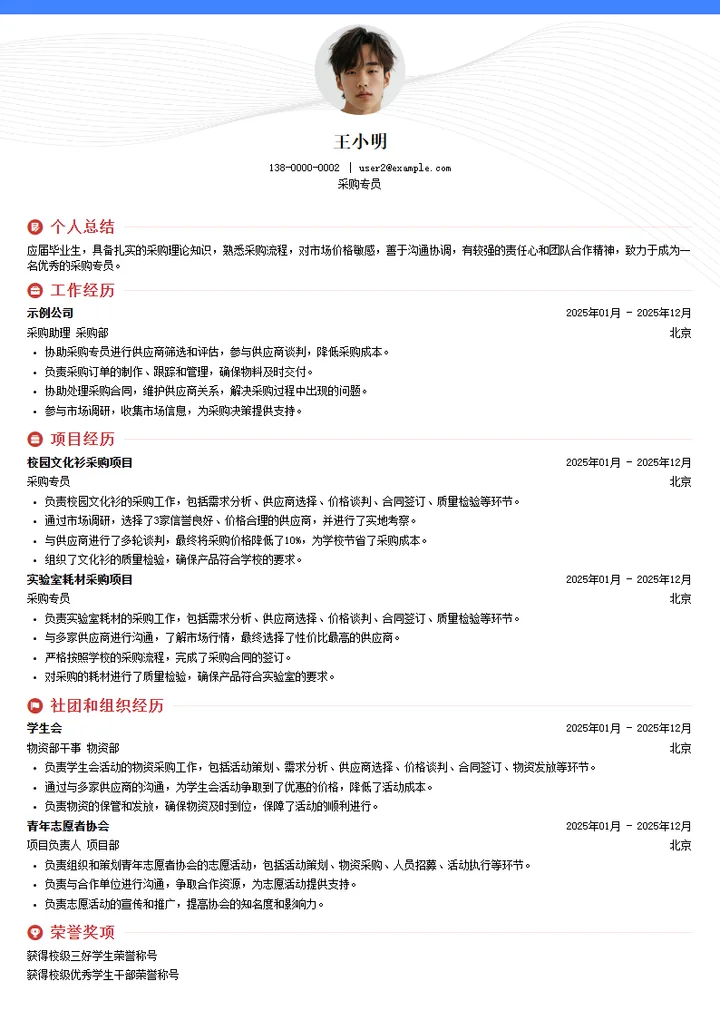 王小明
138-0000-0002 | user2@example.com
采购专员
个人总结
应届毕业生，具备扎实的采购理论知识，熟悉采购流程，对市场价格敏感，善于沟通协调，有较强的责任心和团队合作精神，致力于成为一
名优秀的采购专员。
工作经历
示创公司 2025年01月 - 2025年12月
采购助理 采购部 北京
• 协助采购专员进行供应商筛选和评估，参与供应商谈判，降低采购成本。
• 负责采购订单的制作、跟踪和管理，确保物料及时交付。
• 协助处理采购合同，维护供应商关系，解决采购过程中出现的问题。
• 参与市场调研，收集市场信息，为采购决策提供支持。
项目经历
校园文化衫采购项目 2025年01月 - 2025年12月
采购专员 北京
• 负责校园文化衫的采购工作，包括需求分析、供应商选择、价格谈判、合同签订、质量检验等环节。
• 通过市场调研，选择了3家信誉良好、价格合理的供应商，并进行了实地考察。
• 与供应商进行了多轮谈判，最终将采购价格降低了10%，为学校节省了采购成本。
• 组织了文化衫的质量检验，确保产品符合学校的要求。
实验室耗材采购项目 2025年01月 - 2025年12月
采购专员 北京
• 负责实验室耗材的采购工作，包括需求分析、供应商选择、价格谈判、合同签订、质量检验等环节。
• 与多家供应商进行沟通，了解市场行情，最终选择了性价比最高的供应商。
• 严格按照学校的采购流程，完成了采购合同的签订。
• 对采购的耗材进行了质量检验，确保产品符合实验室的要求。
社团和组织经历
学生会 2025年01月 - 2025年12月
物资部干事 物资部 北京
• 负责学生会活动的物资采购工作，包括活动策划、需求分析、供应商选择、价格谈判、合同签订、物资发放等环节。
• 通过与多家供应商的沟通，为学生会活动争取到了优惠的价格，降低了活动成本。
• 负责物资的保管和发放，确保物资及时到位，保障了活动的顺利进行。
青年志愿者协会 2025年01月 - 2025年12月
项目负责人 项目部 北京
• 负责组织和策划青年志愿者协会的志愿活动，包括活动策划、物资采购、人员招募、活动执行等环节。
• 负责与合作单位进行沟通，争取合作资源，为志愿活动提供支持。
• 负责志愿活动的宣传和推广，提高协会的知名度和影响力。
荣誉奖项
获得校级三好学生荣誉称号
获得校级优秀学生干部荣誉称号